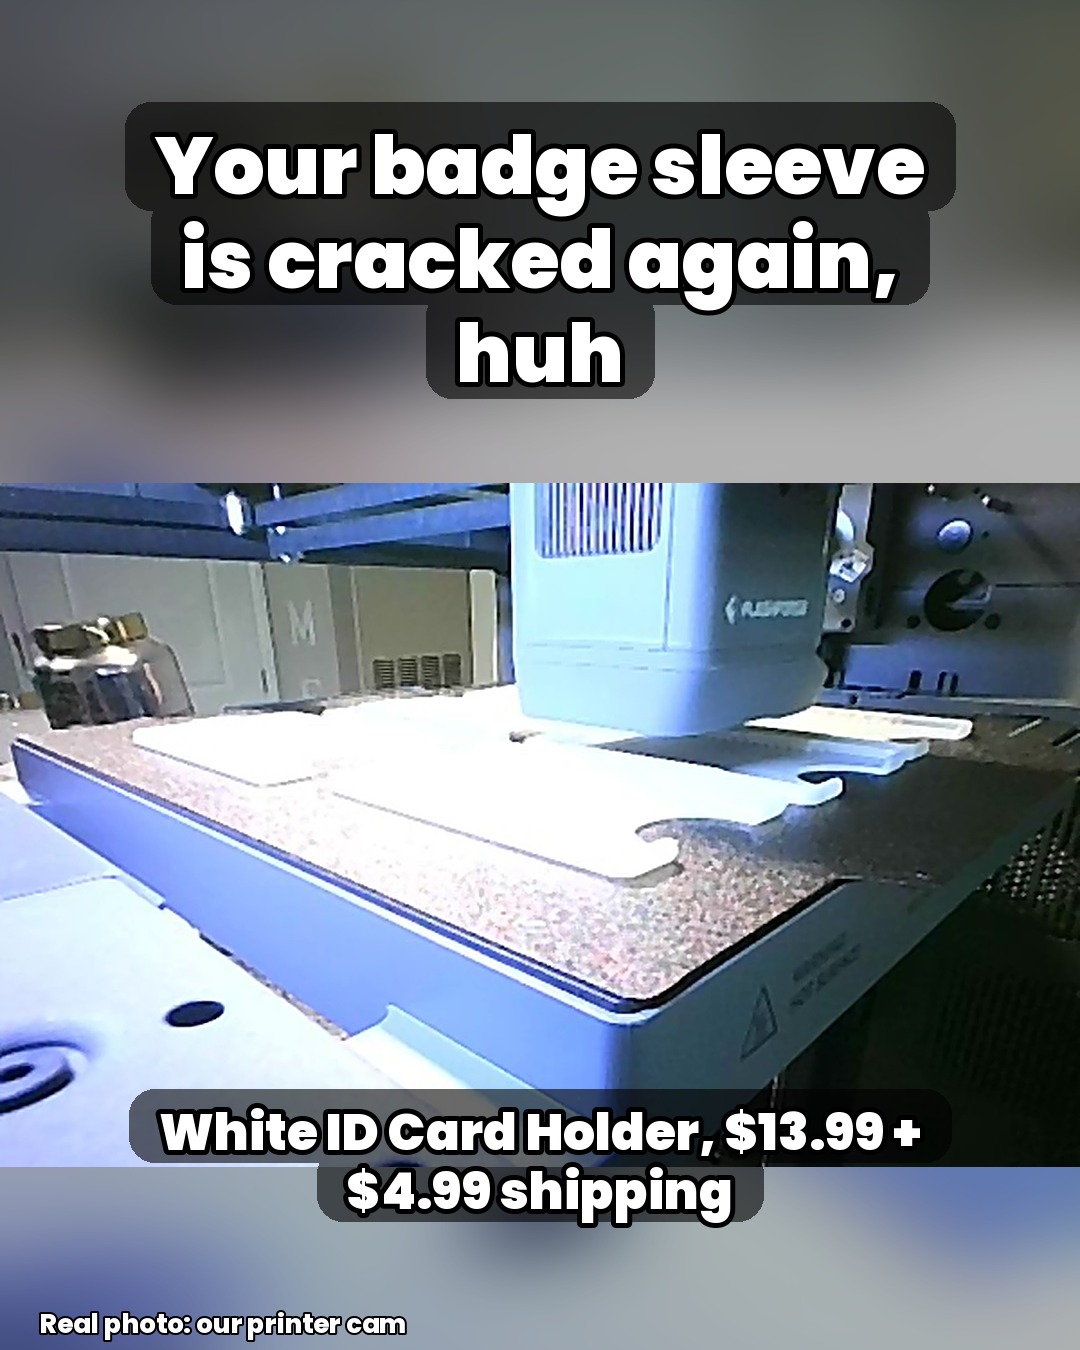 Your badge sleeve
is cracked again,
huh
M
FLASHFORGE
White ID Card Holder, $13.99 +
$4.99 shipping
Real photo: our printer cam